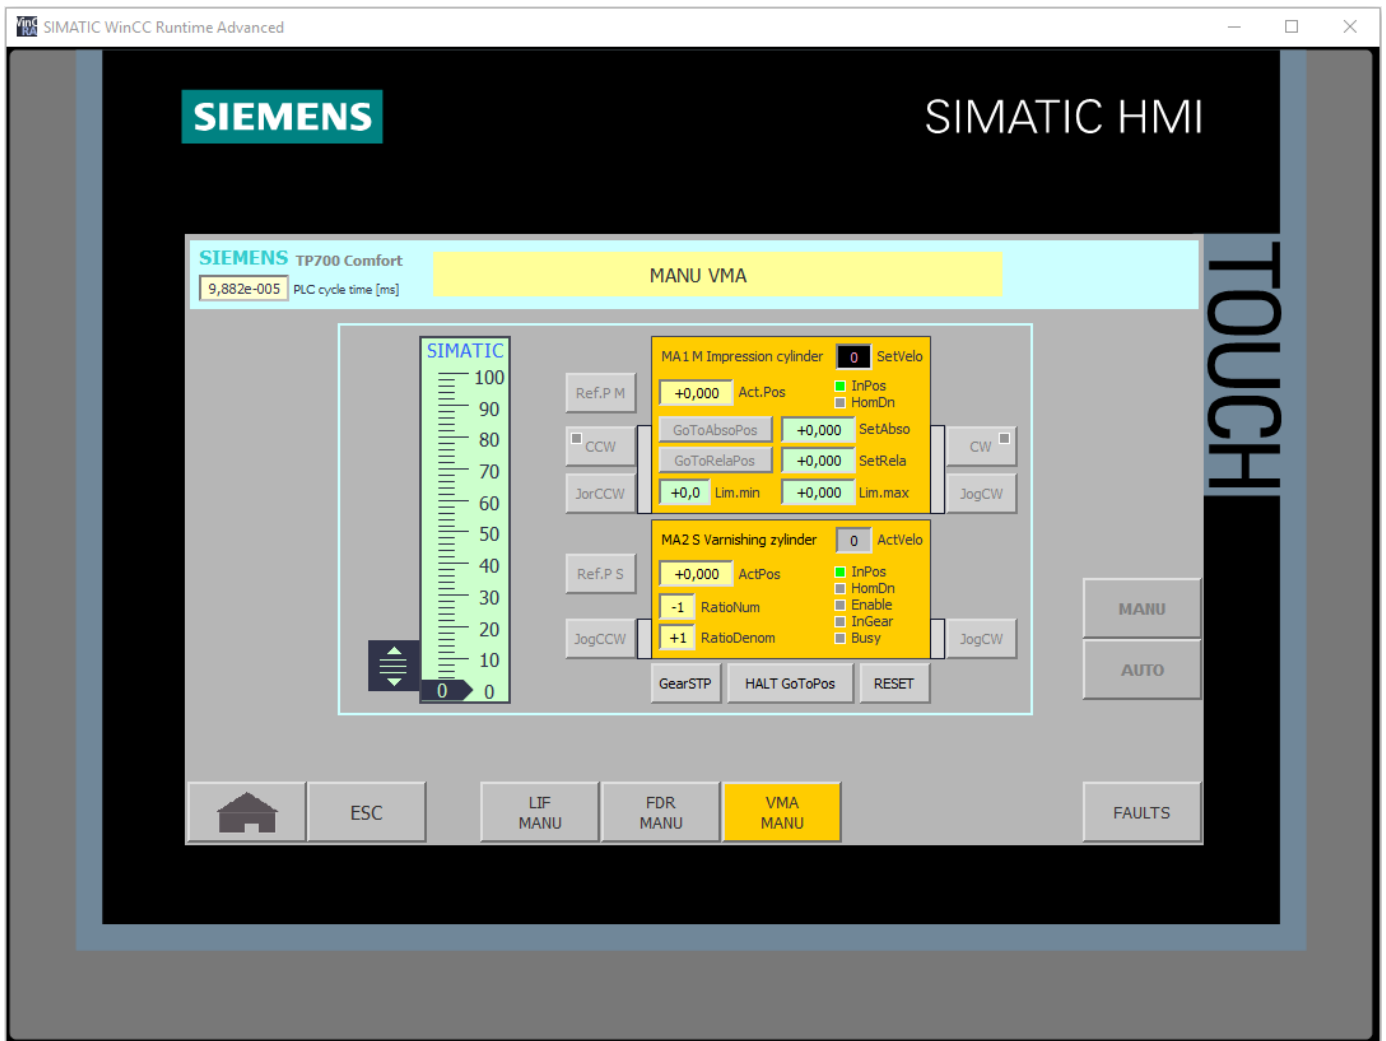 SIMATIC WinCC Runtime Advanced
SIEMENS
SIMATIC HMI
TOUCH
SIEMENS TP700 Comfort
9,882e-005 PLC cycle time [ms]
MANU VMA
SIMATIC
100
90
80
70
60
50
40
30
20
10
0 0
MA1 M Impression cylinder 0 SetVelo
Ref.P M
+0,000 Act.Pos
InPos
HomDn
CCW
GoToAbsoPos +0,000 SetAbso
CW
GoToRelaPos +0,000 SetRela
JorCCW
+0,0 Lim.min +0,000 Lim.max
JogCW
MA2 S Varnishing zylinder 0 ActVelo
Ref.P S
+0,000 ActPos
InPos
HomDn
-1 RatioNum
Enable
InGear
JogCCW
+1 RatioDenom
Busy
JogCW
GearSTP HALT GoToPos RESET
MANU
AUTO
ESC
LIF
MANU
FDR
MANU
VMA
MANU
FAULTS